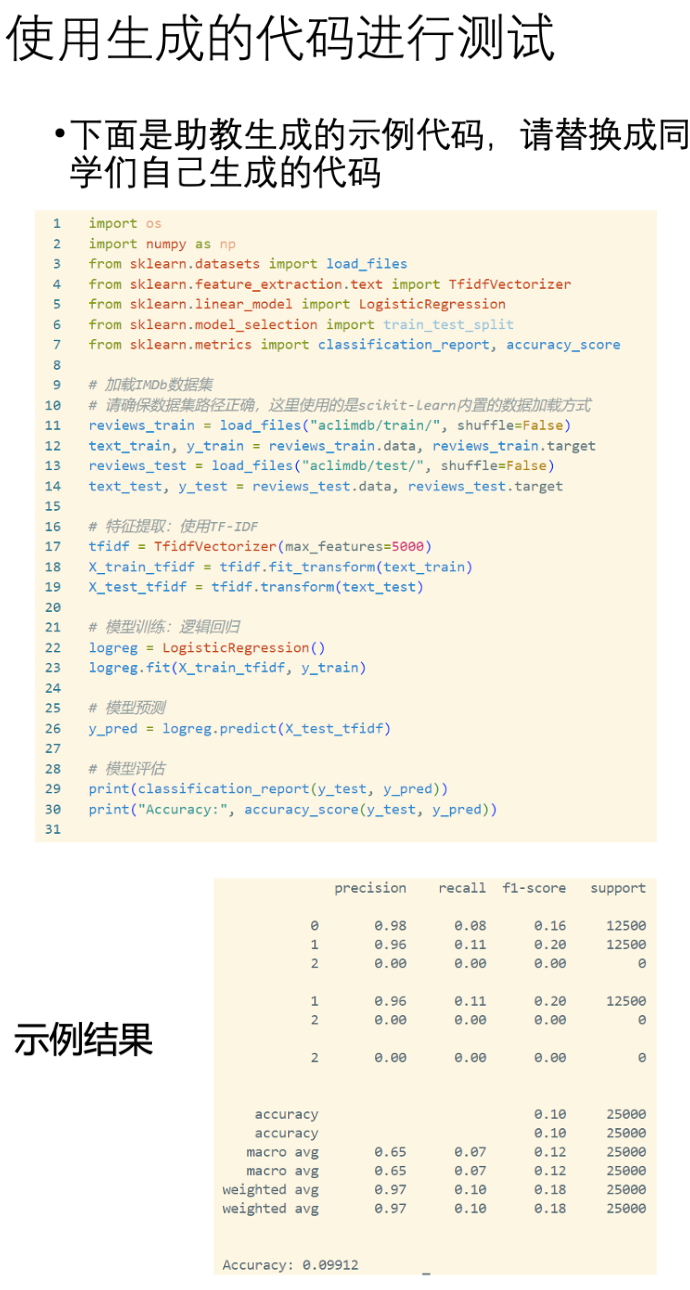 使用生成的代码进行测试
•下面是助教生成的示例代码，请替换成同
学们自己生成的代码
1 import os
2 import numpy as np
3 from sklearn.datasets import load_files
4 from sklearn.feature_extraction.text import TfidfVectorizer
5 from sklearn.linear_model import LogisticRegression
6 from sklearn.model_selection import train_test_split
7 from sklearn.metrics import classification_report, accuracy_score
8
9 # 加载IMDb数据集
10 # 请确保数据集路径正确，这里使用的是scikit-learn内置的数据加载方式
11 reviews_train = load_files("aclimdb/train/", shuffle=False)
12 text_train, y_train = reviews_train.data, reviews_train.target
13 reviews_test = load_files("aclimdb/test/", shuffle=False)
14 text_test, y_test = reviews_test.data, reviews_test.target
15
16 # 特征提取：使用TF-IDF
17 tfidf = TfidfVectorizer(max_features=5000)
18 X_train_tfidf = tfidf.fit_transform(text_train)
19 X_test_tfidf = tfidf.transform(text_test)
20
21 # 模型训练：逻辑回归
22 logreg = LogisticRegression()
23 logreg.fit(X_train_tfidf, y_train)
24
25 # 模型预测
26 y_pred = logreg.predict(X_test_tfidf)
27
28 # 模型评估
29 print(classification_report(y_test, y_pred))
30 print("Accuracy:", accuracy_score(y_test, y_pred))
31
示例结果
precision recall f1-score support
0 0.98 0.08 0.16 12500
1 0.96 0.11 0.20 12500
2 0.00 0.00 0.00 0
1 0.96 0.11 0.20 12500
2 0.00 0.00 0.00 0
2 0.00 0.00 0.00 0
accuracy 0.10 25000
accuracy 0.10 25000
macro avg 0.65 0.07 0.12 25000
macro avg 0.65 0.07 0.12 25000
weighted avg 0.97 0.10 0.18 25000
weighted avg 0.97 0.10 0.18 25000
Accuracy: 0.09912